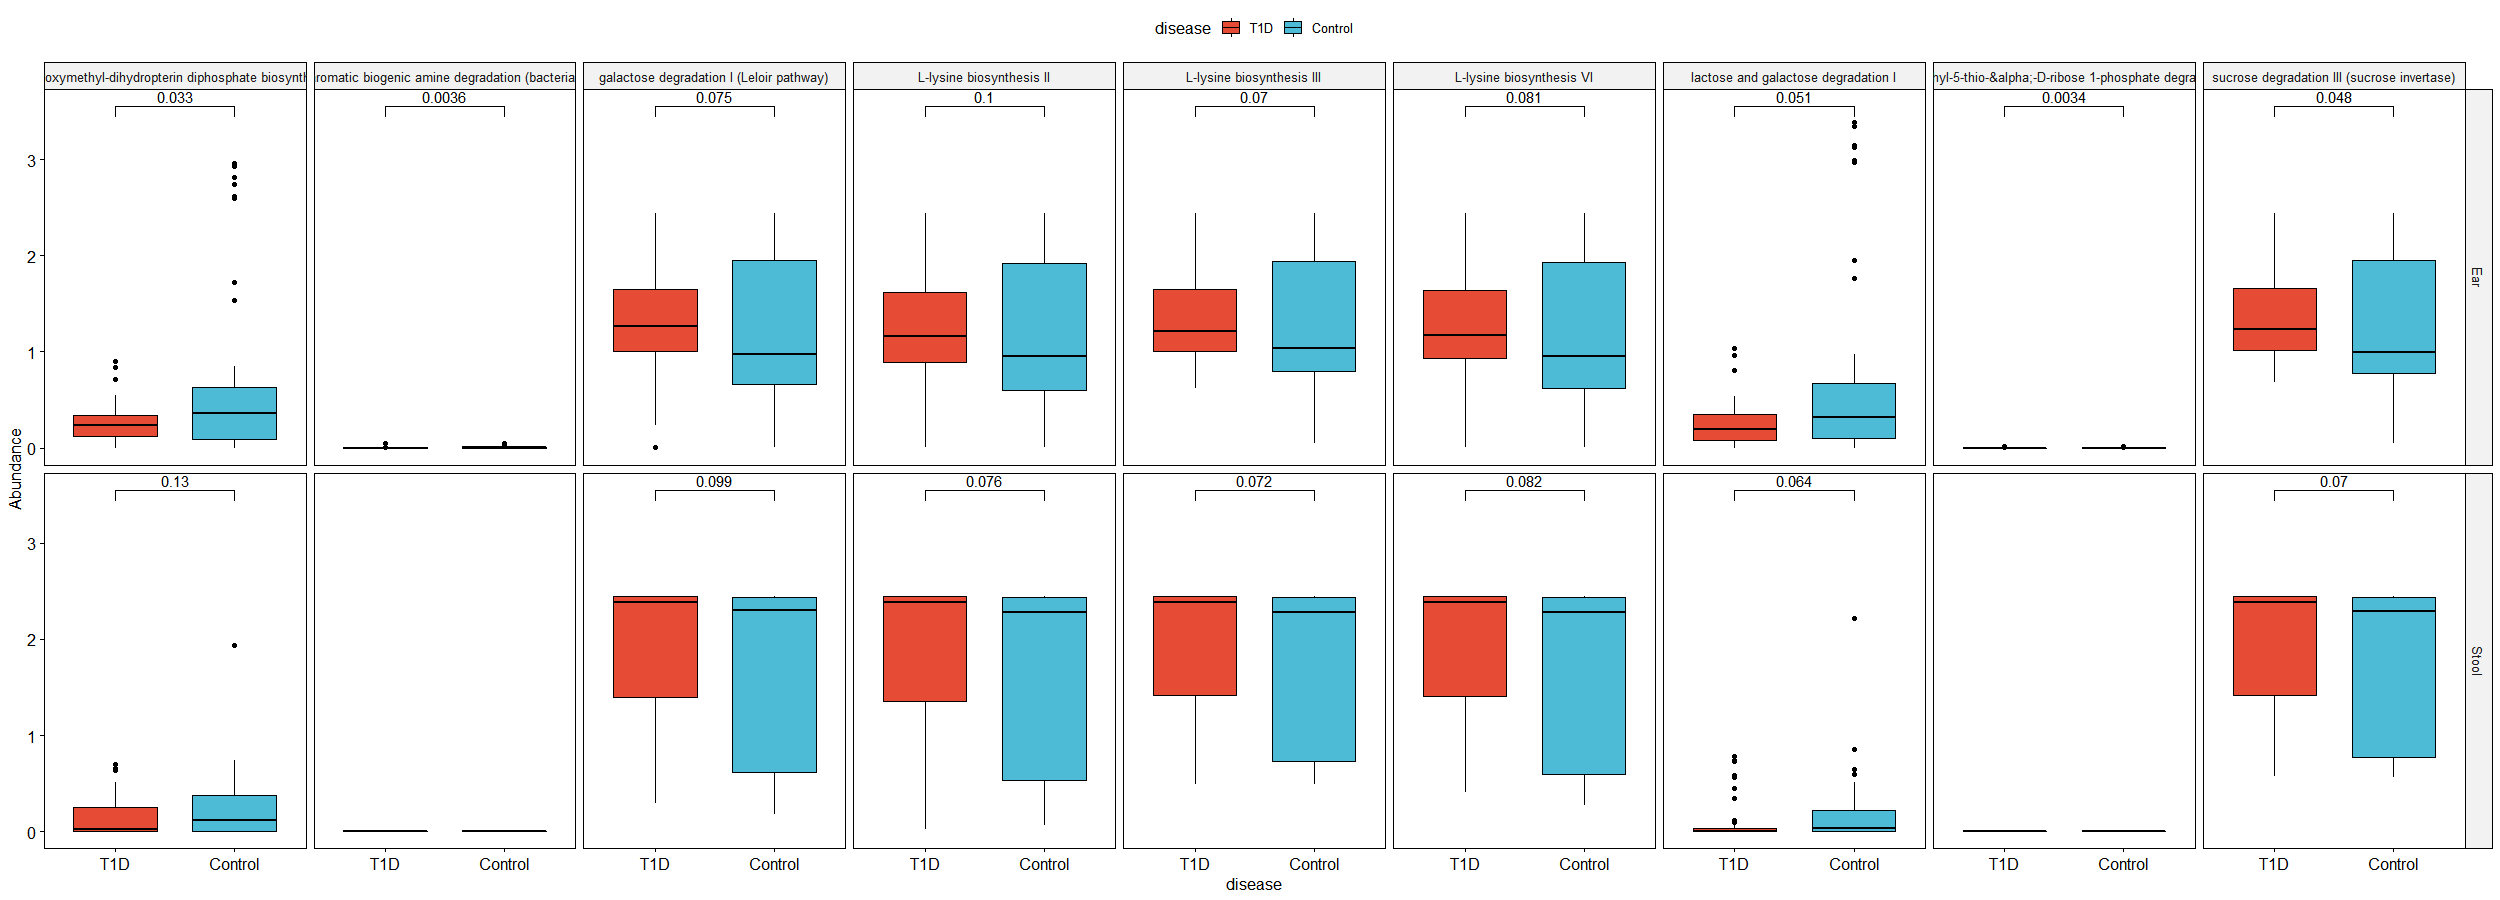 disease T1D Control
oxymethyl-dihydropterin diphosphate biosynth romatic biogenic amine degradation (bacteria galactose degradation I (Leloir pathway) L-lysine biosynthesis II L-lysine biosynthesis III L-lysine biosynthesis VI lactose and galactose degradation I hyl-5-thio-&alpha;-D-ribose 1-phosphate degra sucrose degradation III (sucrose invertase)
0.033 0.0036 0.075 0.1 0.07 0.081 0.051 0.0034 0.048
3
2
1
0
Ear
Abundance
0.13 0.099 0.076 0.072 0.082 0.064 0.07
3
2
1
0
Stool
T1D Control T1D Control T1D Control T1D Control T1D Control T1D Control T1D Control T1D Control T1D Control
disease